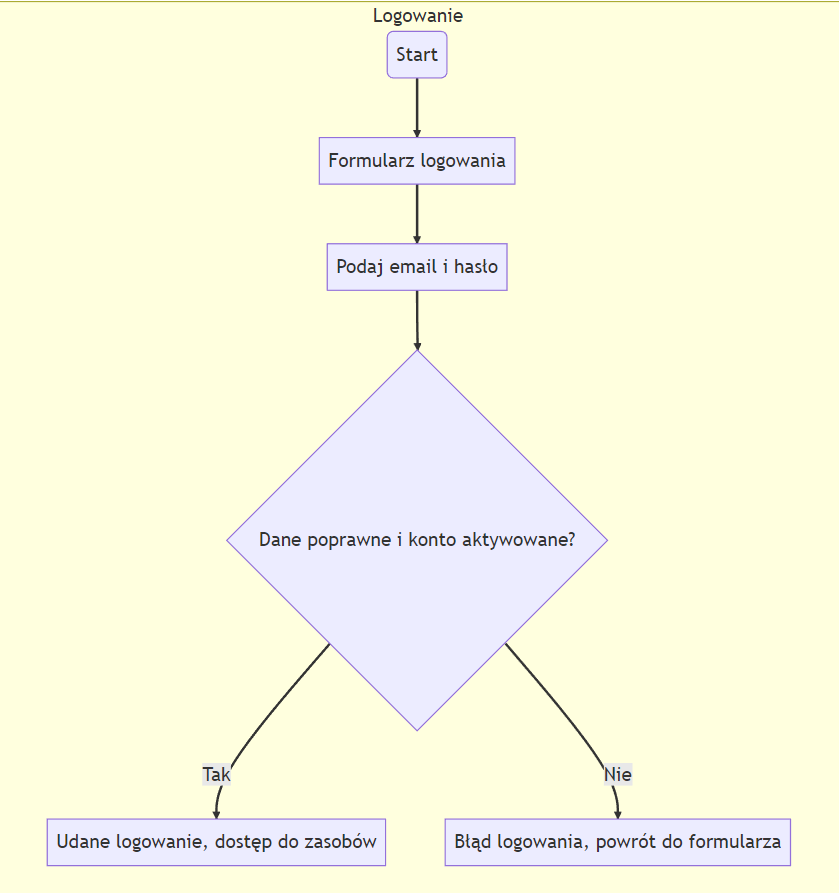 Logowanie
Start
Formularz logowania
Podaj email i hasło
Dane poprawne i konto aktywowane?
Tak
Nie
Udane logowanie, dostęp do zasobów
Błąd logowania, powrót do formularza